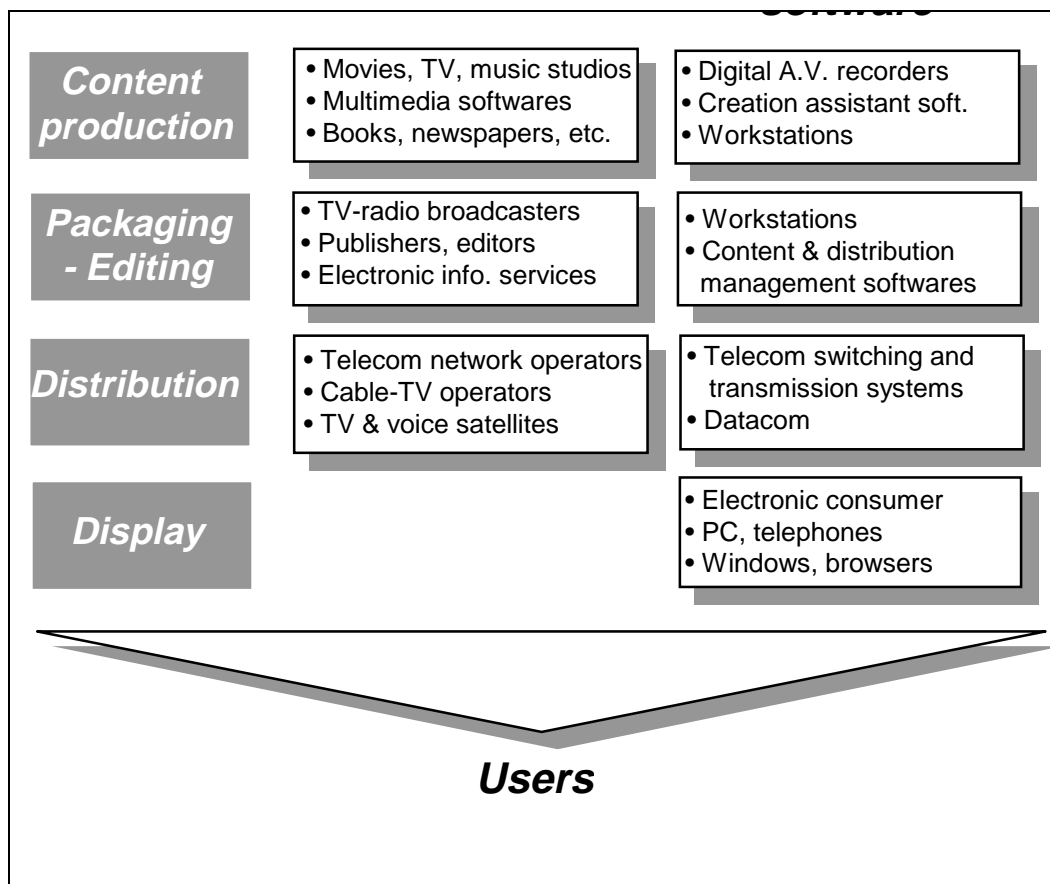 Content
production
• Movies, TV, music studios
• Multimedia softwares
• Books, newspapers, etc.
• Digital A.V. recorders
• Creation assistant soft.
• Workstations
Packaging
- Editing
• TV-radio broadcasters
• Publishers, editors
• Electronic info. services
• Workstations
• Content & distribution
management softwares
Distribution
• Telecom network operators
• Cable-TV operators
• TV & voice satellites
• Telecom switching and
transmission systems
• Datacom
Display
• Electronic consumer
• PC, telephones
• Windows, browsers
Users